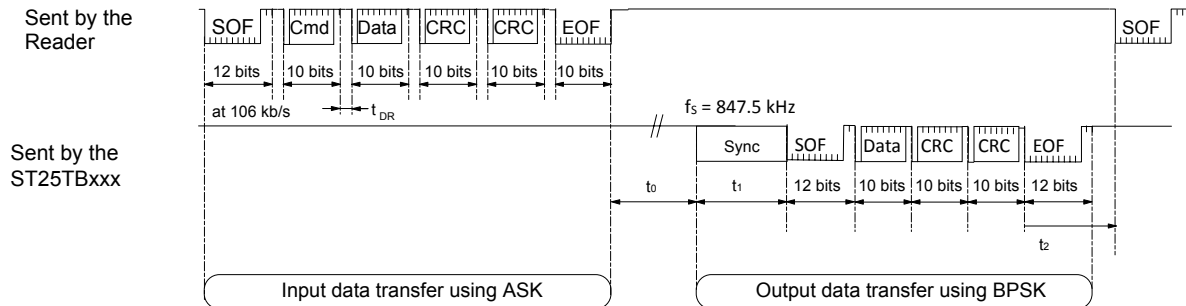 Sent by the
Reader
SOF Cmd Data CRC CRC EOF SOF
12 bits 10 bits 10 bits 10 bits 10 bits 10 bits
at 106 kb/s tDR fS = 847.5 kHz
Sent by the
ST25TBxxx
Sync SOF Data CRC CRC EOF
t0 t1 12 bits 10 bits 10 bits 10 bits 12 bits
t2
Input data transfer using ASK Output data transfer using BPSK